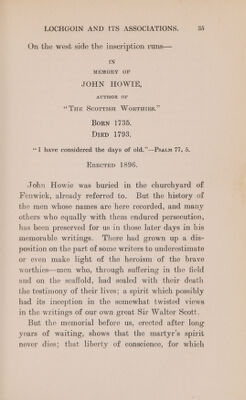 LOCHGOIN AND ITS ASSOCIATIONS. 35
On the west side the inscription runs—
IN
MEMORY OF
JOHN HOWIE,
AUTHOR OF
"THE SCOTTISH WORTHIES."
BORN 1735.
DIED 1793.
"I have considered the days of old."—PSALM 77, 5.
ERECTED 1896.
John Howie was buried in the churchyard of
Fenwick, already referred to. But the history of
the men whose names are here recorded, and many
others who equally with them endured persecution,
has been preserved for us in those later days in his
memorable writings. There had grown up a dis-
position on the part of some writers to underestimate
or even make light of the heroism of the brave
worthies—men who, through suffering in the field
and on the scaffold, had sealed with their death
the testimony of their lives; a spirit which possibly
had its inception in the somewhat twisted views
in the writings of our own great Sir Walter Scott.
But the memorial before us, erected after long
years of waiting, shows that the martyr's spirit
never dies; that liberty of conscience, for which